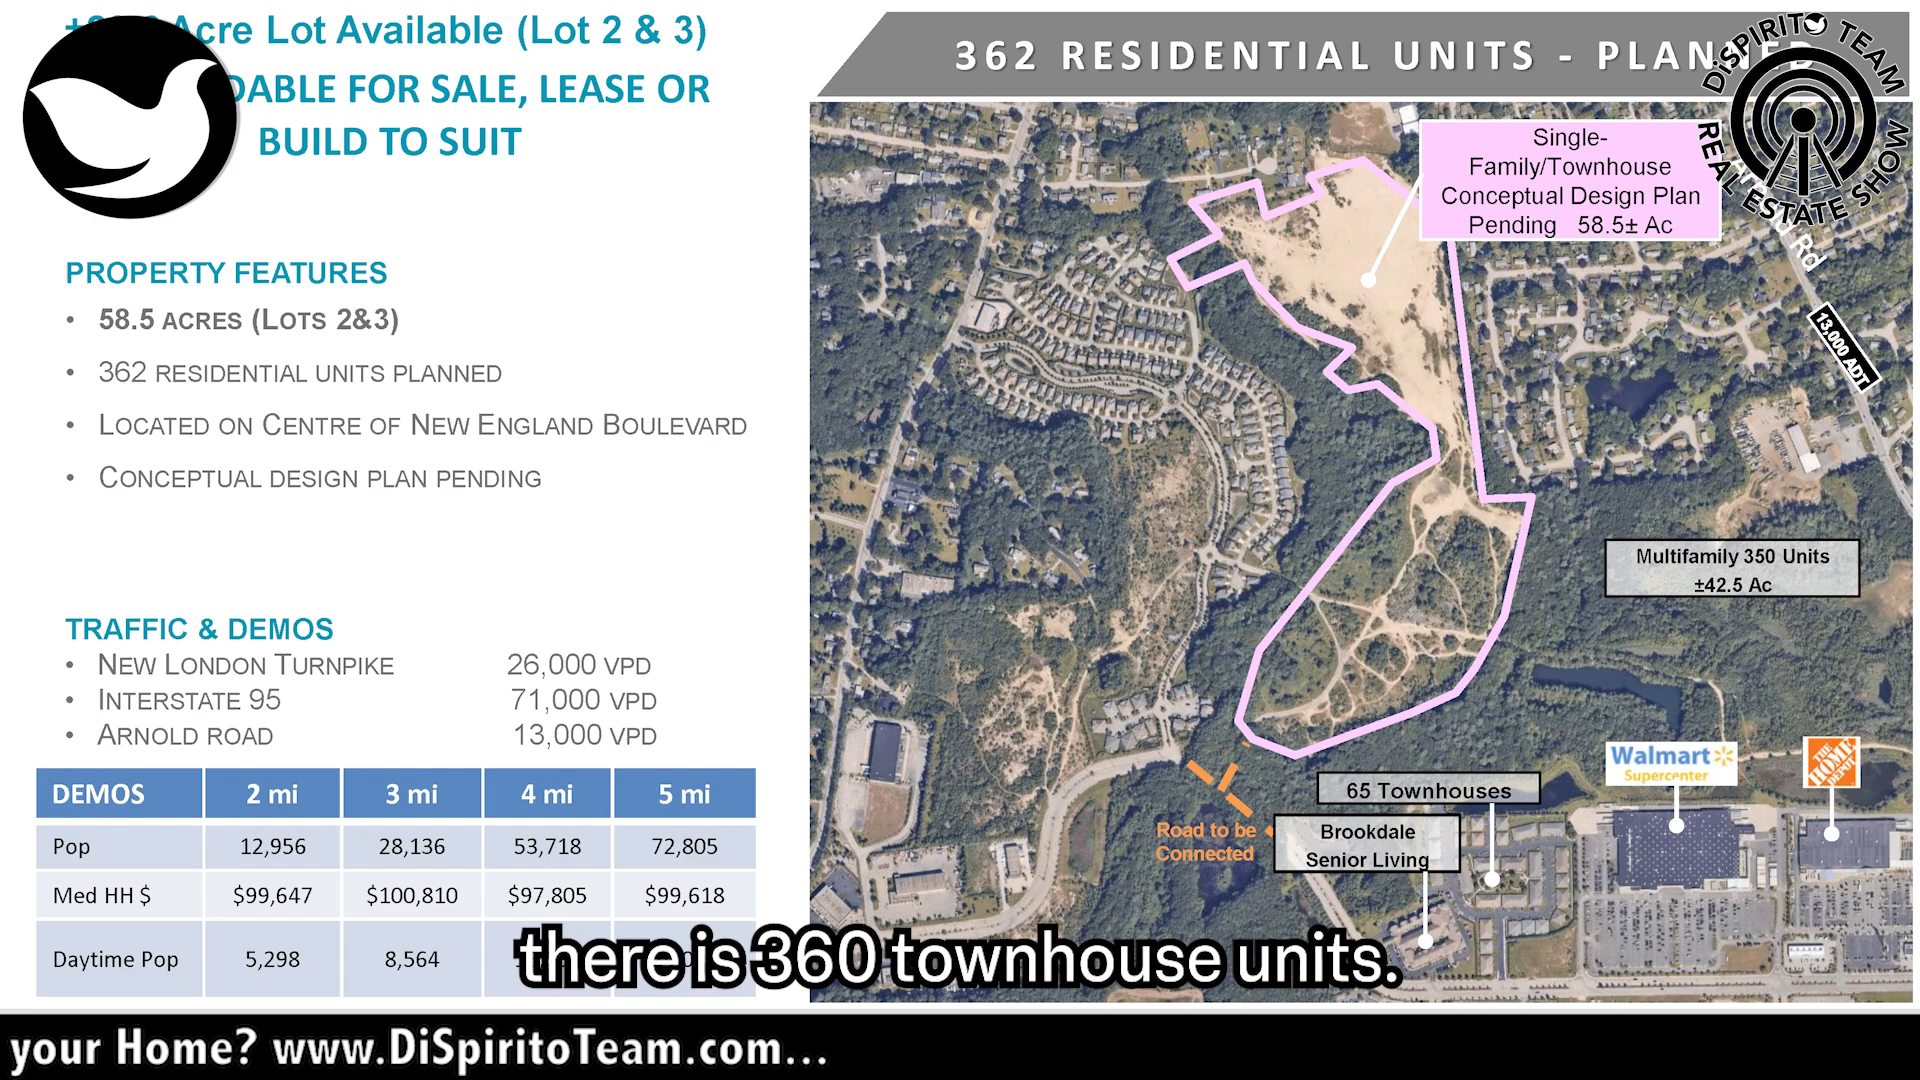 Acre Lot Available (Lot 2 & 3)
DABLE FOR SALE, LEASE OR
BUILD TO SUIT
PROPERTY FEATURES
• 58.5 ACRES (LOTS 2&3)
• 362 RESIDENTIAL UNITS PLANNED
• LOCATED ON CENTRE OF NEW ENGLAND BOULEVARD
• CONCEPTUAL DESIGN PLAN PENDING
TRAFFIC & DEMOS
• NEW LONDON TURNPIKE 26,000 VPD
• INTERSTATE 95 71,000 VPD
• ARNOLD ROAD 13,000 VPD
DEMOS 2 mi 3 mi 4 mi 5 mi
Pop 12,956 28,136 53,718 72,805
Med HH $ $99,647 $100,810 $97,805 $99,618
Daytime Pop 5,298 8,564
362 RESIDENTIAL UNITS - PLANNED
DiSPIRITO TEAM
REAL ESTATE SHOW
Single-
Family/Townhouse
Conceptual Design Plan
Pending 58.5± Ac
Rd
13,000 ADT
Multifamily 350 Units
±42.5 Ac
Walmart
Supercenter
THE HOME DEPOT
65 Townhouses
Brookdale
Senior Living
Road to be
Connected
there is 360 townhouse units.
your Home? www.DiSpiritoTeam.com...